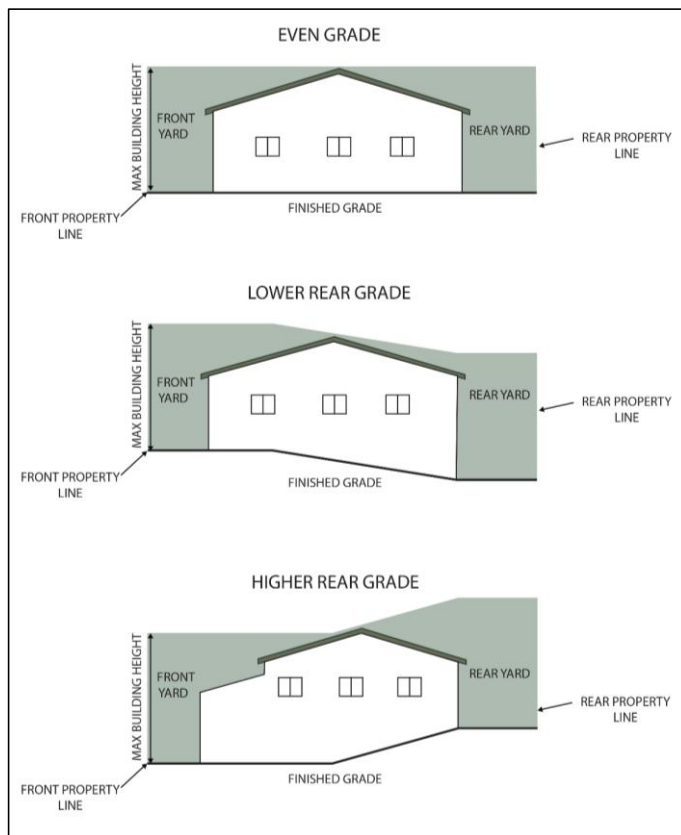 EVEN GRADE
MAX BUILDING HEIGHT
FRONT
YARD
REAR YARD
REAR PROPERTY
LINE
FRONT PROPERTY
LINE
FINISHED GRADE
LOWER REAR GRADE
MAX BUILDING HEIGHT
FRONT
YARD
REAR YARD
REAR PROPERTY
LINE
FRONT PROPERTY
LINE
FINISHED GRADE
HIGHER REAR GRADE
MAX BUILDING HEIGHT
FRONT
YARD
REAR YARD
REAR PROPERTY
LINE
FRONT PROPERTY
LINE
FINISHED GRADE